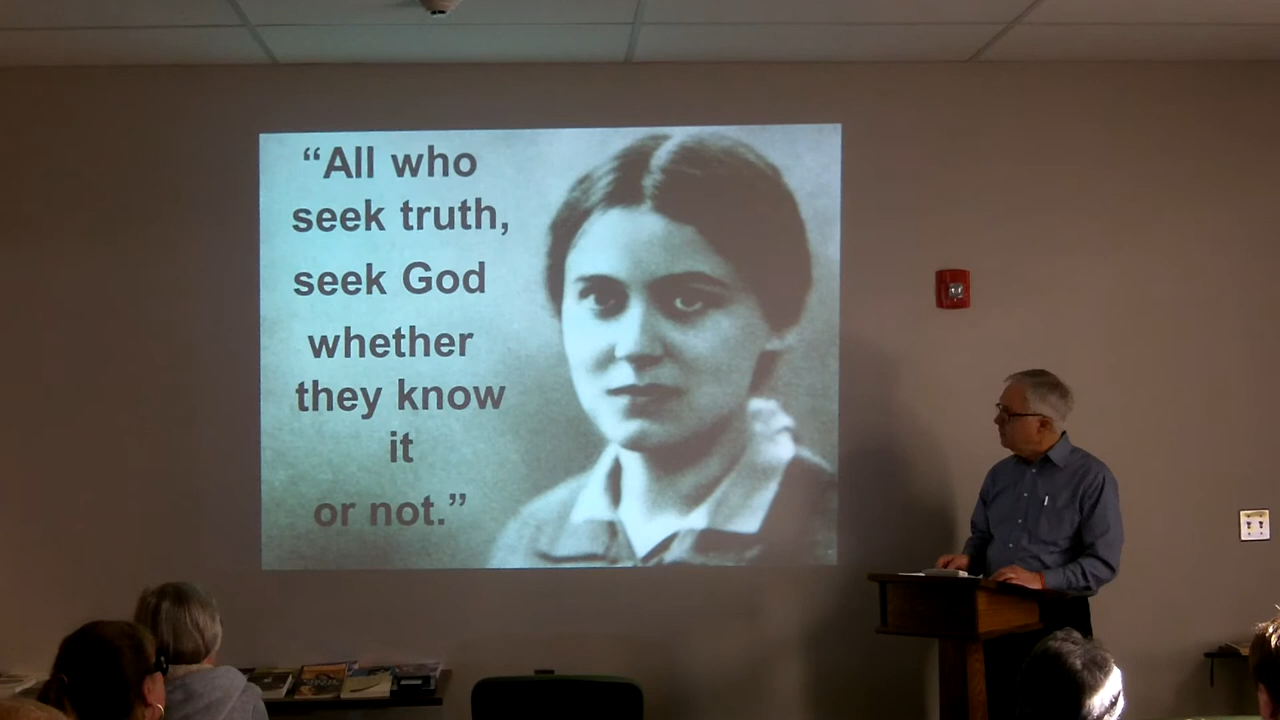 “All who
seek truth,
seek God
whether
they know
it
or not.”